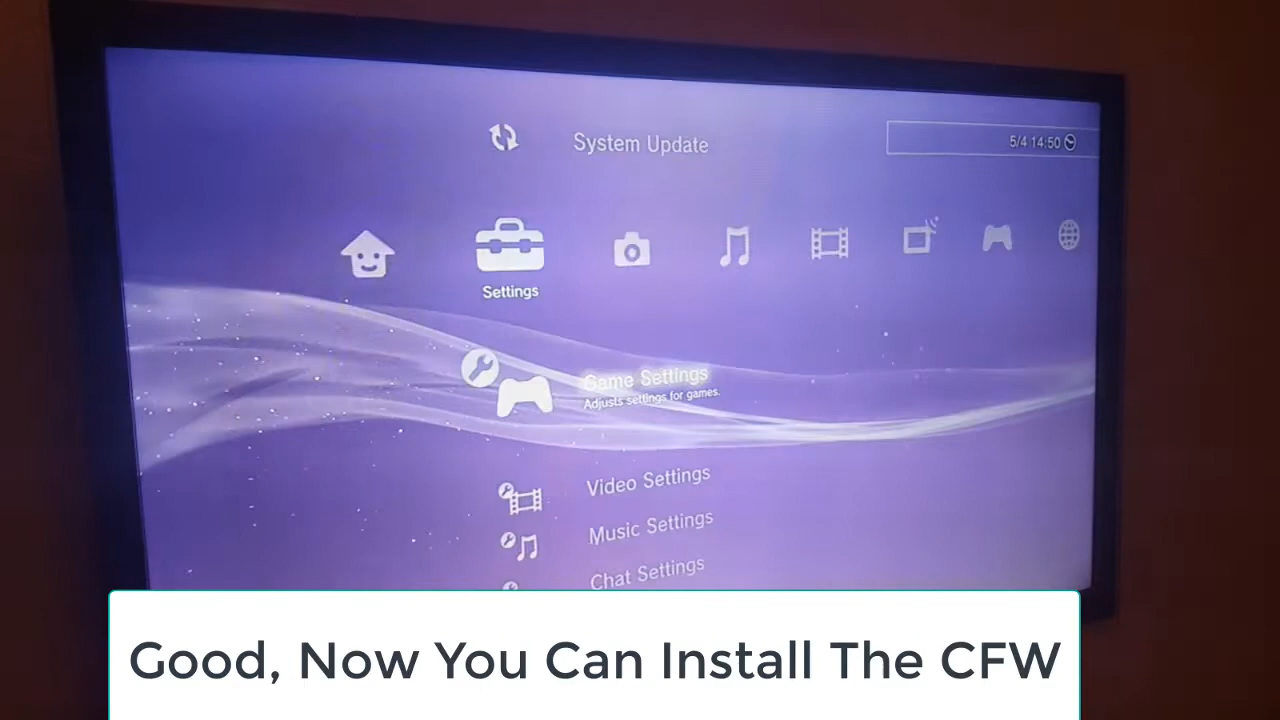 System Update
5/4 14:50
Settings
Game Settings
Adjusts settings for games.
Video Settings
Music Settings
Chat Settings
Good, Now You Can Install The CFW